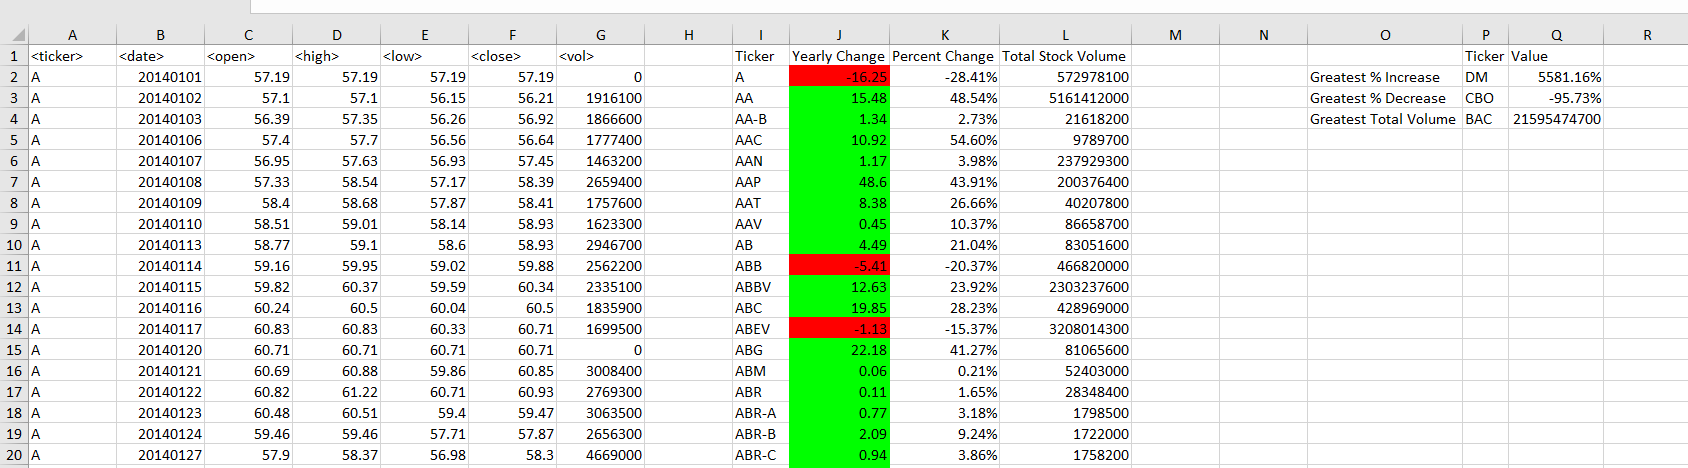 A B C D E F G H I J K L M N O P Q R
1 <ticker> <date> <open> <high> <low> <close> <vol> Ticker Yearly Change Percent Change Total Stock Volume Ticker Value
2 A 20140101 57.19 57.19 57.19 57.19 0 A -16.25 -28.41% 572978100 Greatest % Increase DM 5581.16%
3 A 20140102 57.1 57.1 56.15 56.21 1916100 AA 15.48 48.54% 5161412000 Greatest % Decrease CBO -95.73%
4 A 20140103 56.39 57.35 56.26 56.92 1866600 AA-B 1.34 2.73% 21618200 Greatest Total Volume BAC 21595474700
5 A 20140106 57.4 57.7 56.56 56.64 1777400 AAC 10.92 54.60% 9789700
6 A 20140107 56.95 57.63 56.93 57.45 1463200 AAN 1.17 3.98% 237929300
7 A 20140108 57.33 58.54 57.17 58.39 2659400 AAP 48.6 43.91% 200376400
8 A 20140109 58.4 58.68 57.87 58.41 1757600 AAT 8.38 26.66% 40207800
9 A 20140110 58.51 59.01 58.14 58.93 1623300 AAV 0.45 10.37% 86658700
10 A 20140113 58.77 59.1 58.6 58.93 2946700 AB 4.49 21.04% 83051600
11 A 20140114 59.16 59.95 59.02 59.88 2562200 ABB -5.41 -20.37% 466820000
12 A 20140115 59.82 60.37 59.59 60.34 2335100 ABBV 12.63 23.92% 2303237600
13 A 20140116 60.24 60.5 60.04 60.5 1835900 ABC 19.85 28.23% 428969000
14 A 20140117 60.83 60.83 60.33 60.71 1699500 ABEV -1.13 -15.37% 3208014300
15 A 20140120 60.71 60.71 60.71 60.71 0 ABG 22.18 41.27% 81065600
16 A 20140121 60.69 60.88 59.86 60.85 3008400 ABM 0.06 0.21% 52403000
17 A 20140122 60.82 61.22 60.71 60.93 2769300 ABR 0.11 1.65% 28348400
18 A 20140123 60.48 60.51 59.4 59.47 3063500 ABR-A 0.77 3.18% 1798500
19 A 20140124 59.46 59.46 57.71 57.87 2656300 ABR-B 2.09 9.24% 1722000
20 A 20140127 57.9 58.37 56.98 58.3 4669000 ABR-C 0.94 3.86% 1758200